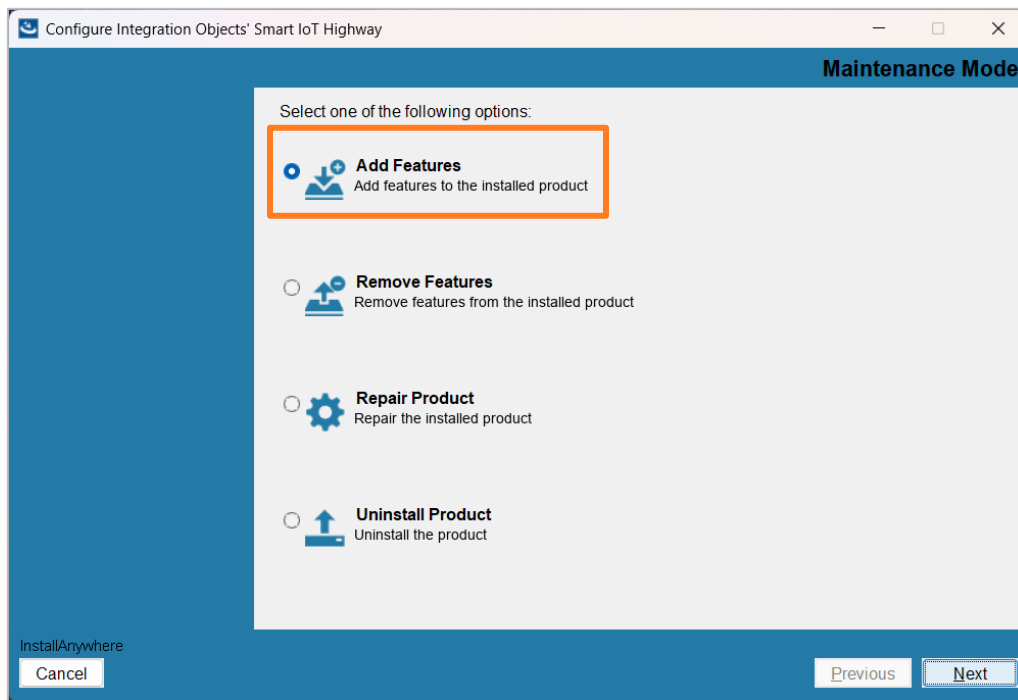 Configure Integration Objects' Smart IoT Highway
Maintenance Mode
Select one of the following options:
Add Features
Add features to the installed product
Remove Features
Remove features from the installed product
Repair Product
Repair the installed product
Uninstall Product
Uninstall the product
InstallAnywhere
Cancel
Previous
Next